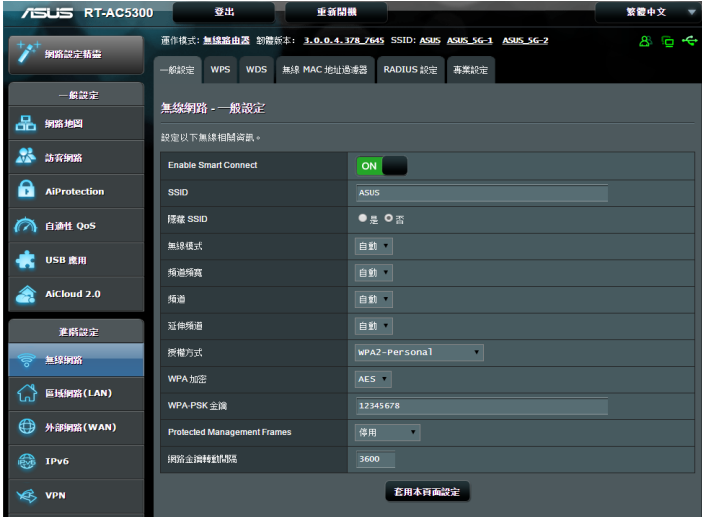 ASUS RT-AC5300 登出 重新開機 繁體中文
運作模式: 無線路由器 韌體版本: 3.0.0.4.378_7645 SSID: ASUS ASUS_5G-1 ASUS_5G-2
網路設定精靈
一般設定
網路地圖
訪客網路
AiProtection
自適性 QoS
USB 應用
AiCloud 2.0
進階設定
無線網路
區域網路(LAN)
外部網路(WAN)
IPv6
VPN
一般設定 WPS WDS 無線 MAC 地址過濾器 RADIUS 設定 專業設定
無線網路 - 一般設定
設定以下無線相關資訊。
Enable Smart Connect ON
SSID ASUS
隱藏 SSID 是 否
無線模式 自動
頻道頻寬 自動
頻道 自動
延伸頻道 自動
授權方式 WPA2-Personal
WPA 加密 AES
WPA-PSK 金鑰 12345678
Protected Management Frames 停用
網路金鑰轉動間隔 3600
套用本頁面設定